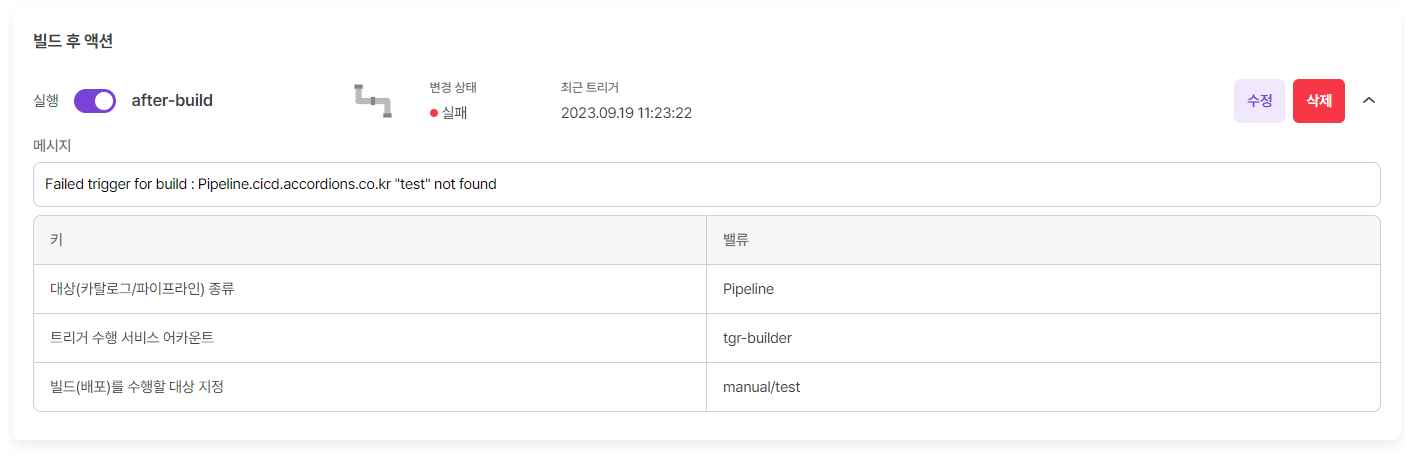 빌드 후 액션
실행 after-build 변경 상태 최근 트리거 수정 삭제
실패 2023.09.19 11:23:22
메시지
Failed trigger for build : Pipeline.cicd.accordions.co.kr "test" not found
키 밸류
대상(카탈로그/파이프라인) 종류 Pipeline
트리거 수행 서비스 어카운트 tgr-builder
빌드(배포)를 수행할 대상 지정 manual/test